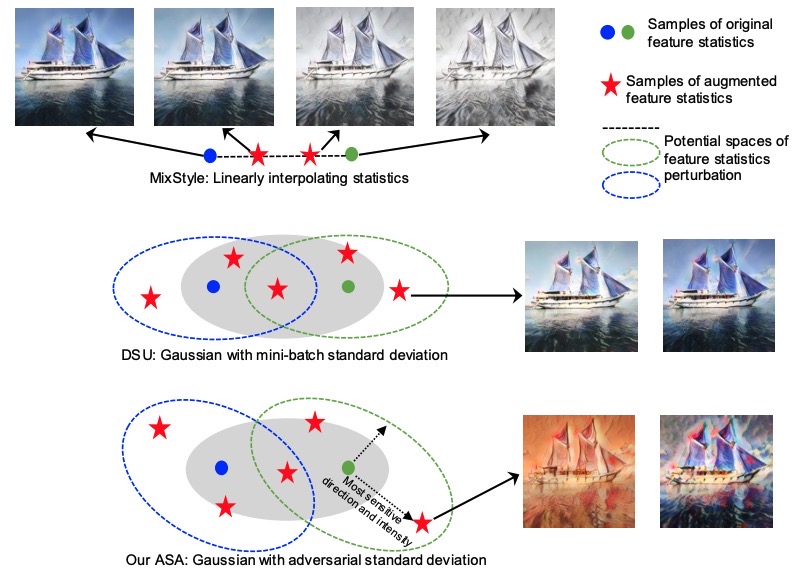 Samples of original
feature statistics
Samples of augmented
feature statistics
Potential spaces of
feature statistics
perturbation
MixStyle: Linearly interpolating statistics
DSU: Gaussian with mini-batch standard deviation
Most sensitive
direction and intensity
Our ASA: Gaussian with adversarial standard deviation